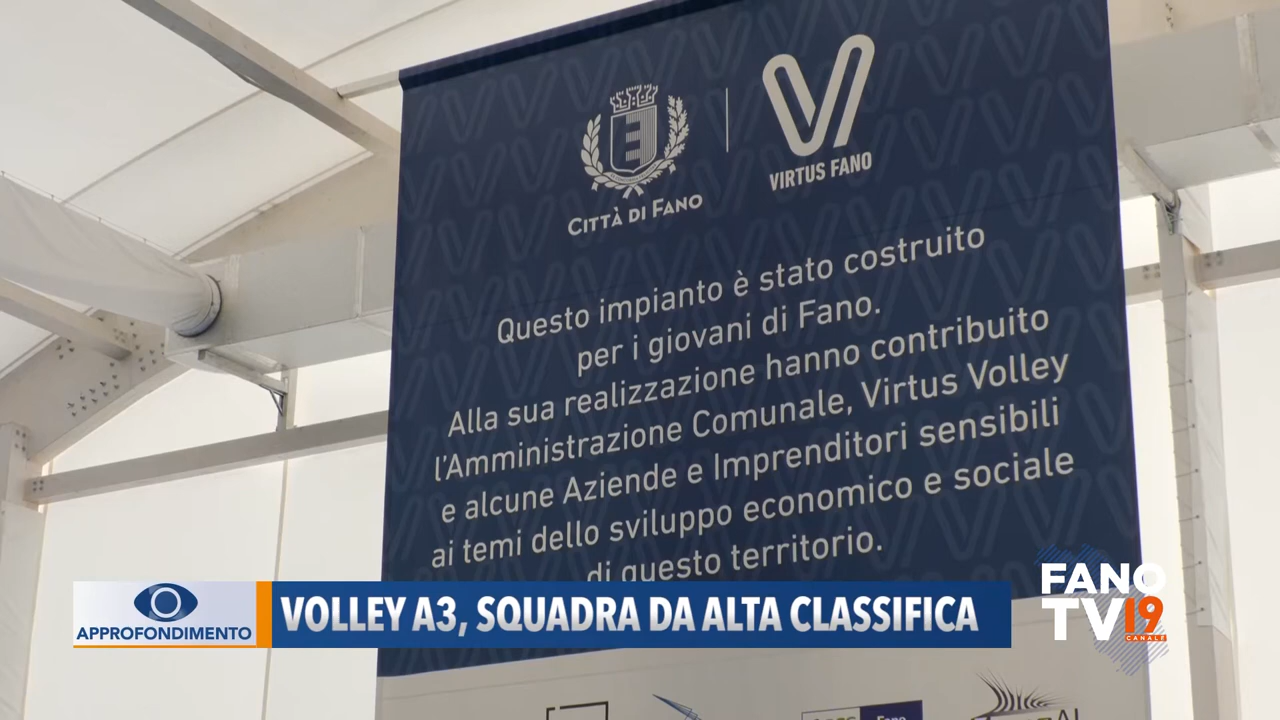 CITTÀ DI FANO
VIRTUS FANO
Questo impianto è stato costruito
per i giovani di Fano.
Alla sua realizzazione hanno contribuito
l'Amministrazione Comunale, Virtus Volley
e alcune Aziende e Imprenditori sensibili
ai temi dello sviluppo economico e sociale
di questo territorio.
APPROFONDIMENTO
VOLLEY A3, SQUADRA DA ALTA CLASSIFICA
FANO
TV19
CANALE
Fano